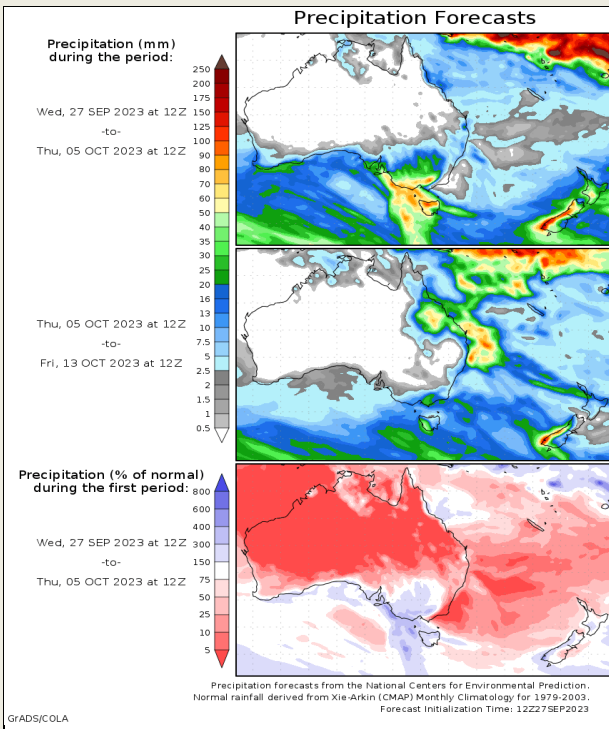 Precipitation Forecasts
Precipitation (mm)
during the period:
Wed, 27 SEP 2023 at 12Z
-to-
Thu, 05 OCT 2023 at 12Z
250
200
175
150
125
100
90
80
70
60
50
40
35
30
25
20
16
13
10
7.5
5
2.5
2
1.5
1
0.5
Thu, 05 OCT 2023 at 12Z
-to-
Fri, 13 OCT 2023 at 12Z
Precipitation (% of normal)
during the first period:
Wed, 27 SEP 2023 at 12Z
-to-
Thu, 05 OCT 2023 at 12Z
800
600
400
300
150
75
50
25
10
5
Precipitation forecasts from the National Centers for Environmental Prediction.
Normal rainfall derived from Xie-Arkin (CMAP) Monthly Climatology for 1979-2003.
Forecast Initialization Time: 12Z27SEP2023
GrADS/COLA